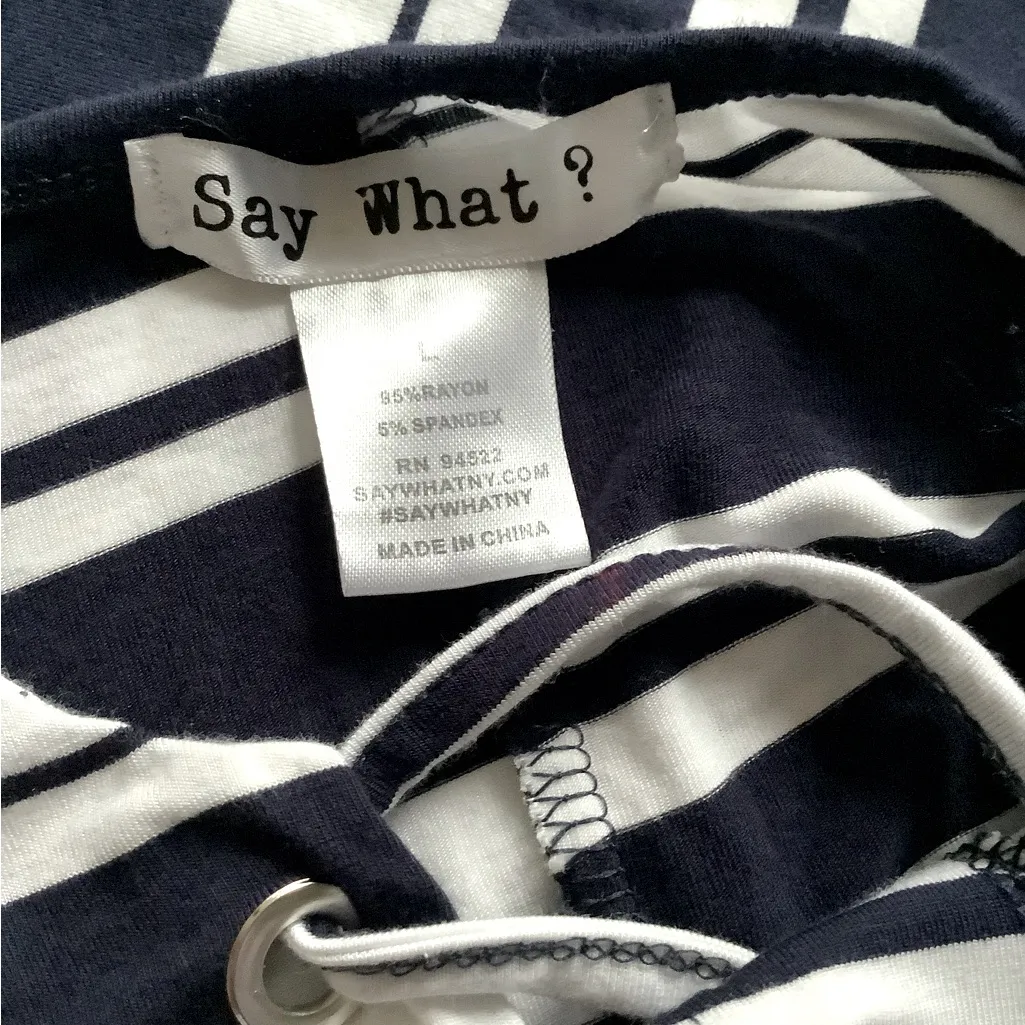 Say What ?
L
95%RAYON
5% SPANDEX
RN 94522
SAYWHATNY.COM
#SAYWHATNY
MADE IN CHINA